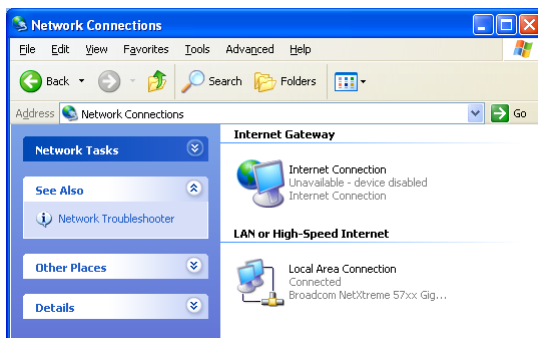 Network Connections
File Edit View Favorites Tools Advanced Help
Back Search Folders
Address Network Connections Go
Network Tasks
See Also
Network Troubleshooter
Other Places
Details
Internet Gateway
Internet Connection
Unavailable - device disabled
Internet Connection
LAN or High-Speed Internet
Local Area Connection
Connected
Broadcom NetXtreme 57xx Gig...